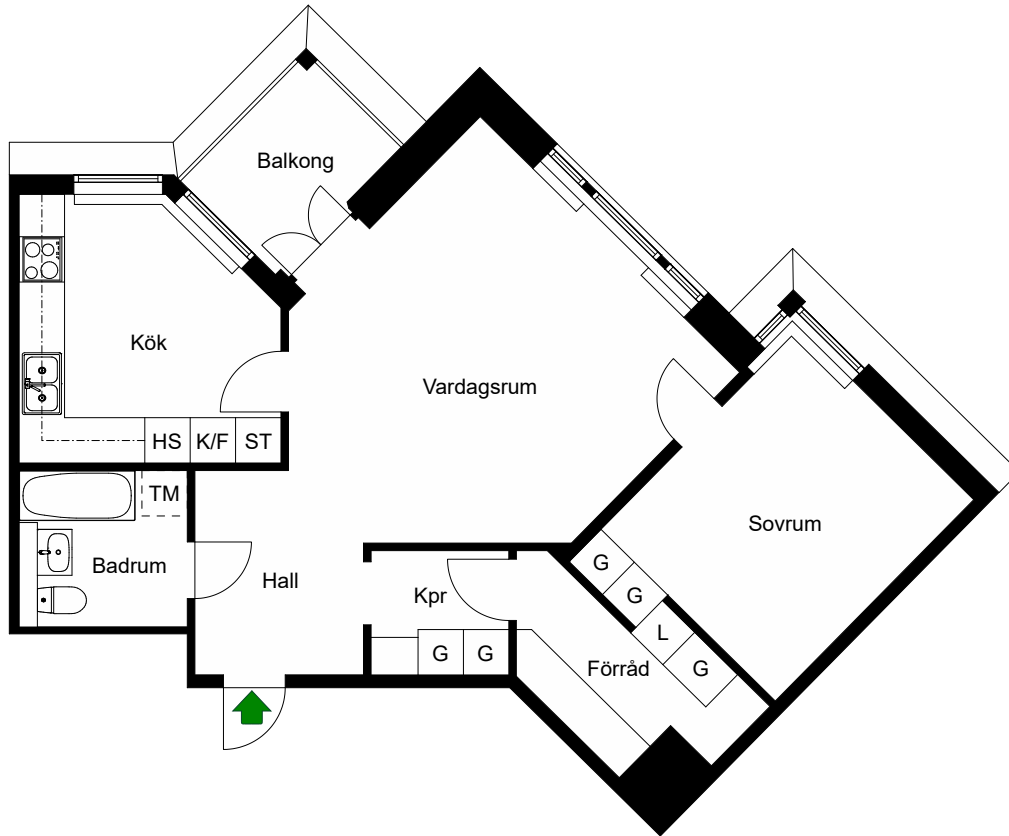 Balkong
Kök
Vardagsrum
HS K/F ST
TM
Badrum
Hall
Kpr
G G
Sovrum
G
G
L
G
Förråd